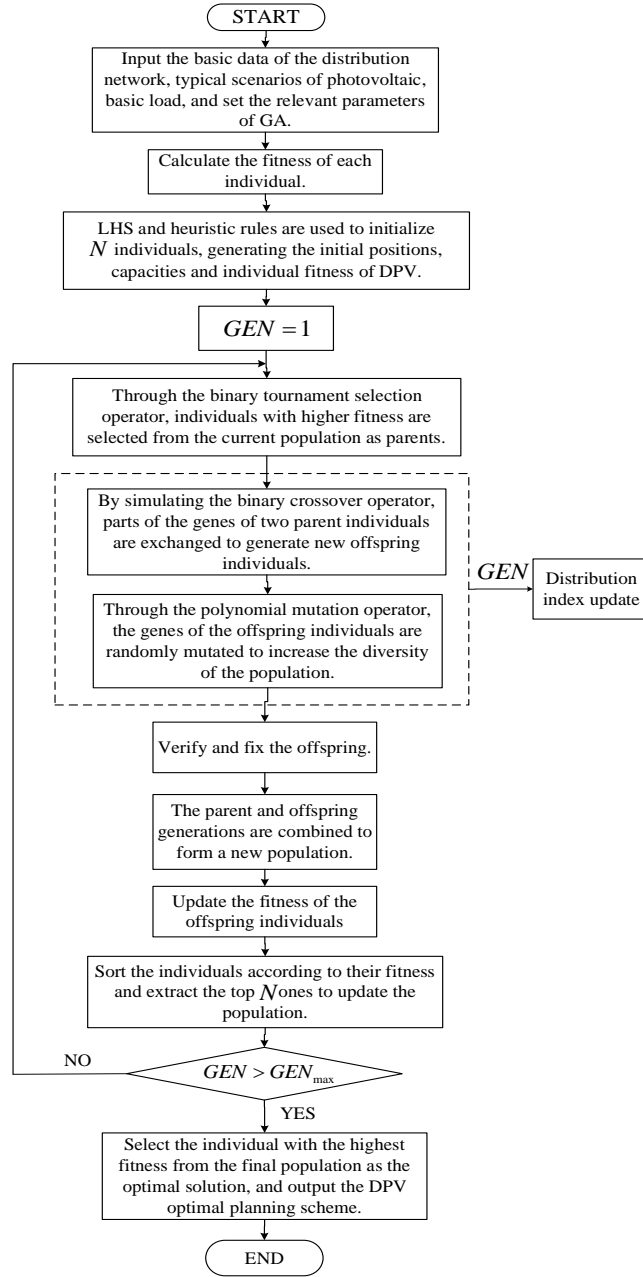 START
Input the basic data of the distribution
network, typical scenarios of photovoltaic,
basic load, and set the relevant parameters
of GA.
Calculate the fitness of each
individual.
LHS and heuristic rules are used to initialize
N individuals, generating the initial positions,
capacities and individual fitness of DPV.
GEN = 1
Through the binary tournament selection
operator, individuals with higher fitness are
selected from the current population as parents.
By simulating the binary crossover operator,
parts of the genes of two parent individuals
are exchanged to generate new offspring
individuals.
Through the polynomial mutation operator,
the genes of the offspring individuals are
randomly mutated to increase the diversity
of the population.
GEN
Distribution
index update
Verify and fix the offspring.
The parent and offspring
generations are combined to
form a new population.
Update the fitness of the
offspring individuals
Sort the individuals according to their fitness
and extract the top N ones to update the
population.
NO
GEN > GEN_max
YES
Select the individual with the highest
fitness from the final population as the
optimal solution, and output the DPV
optimal planning scheme.
END